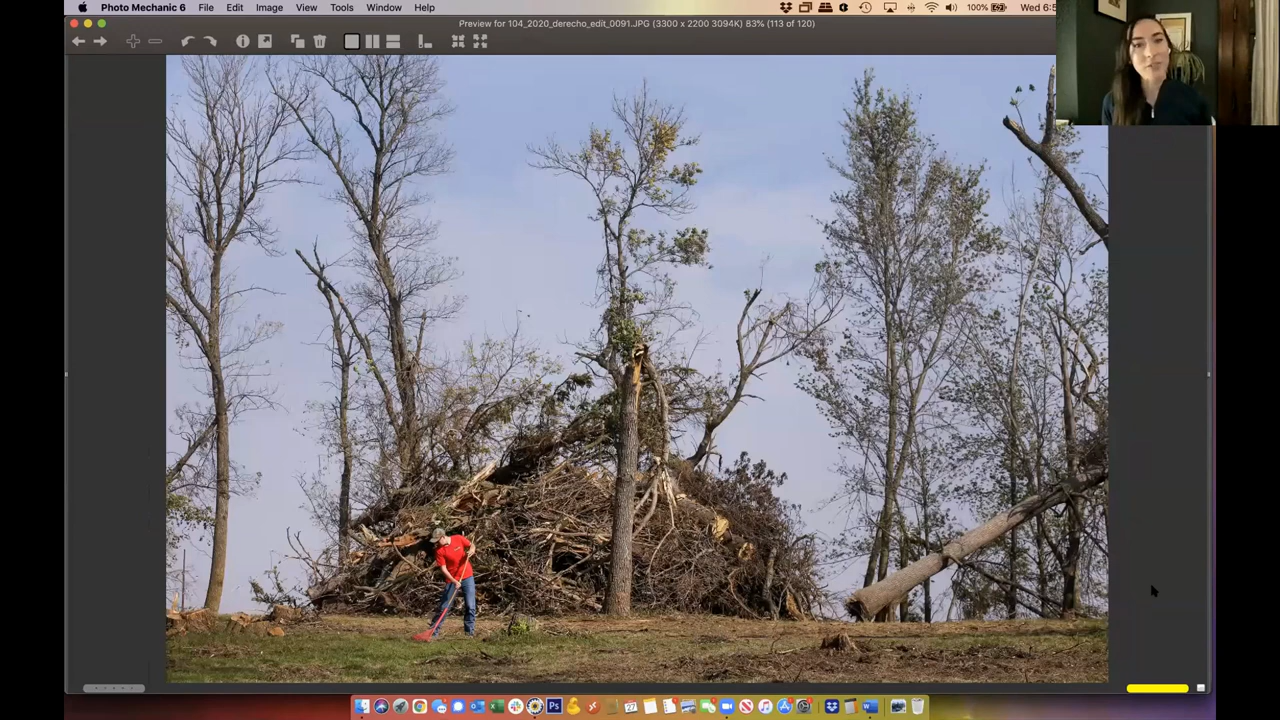 Photo Mechanic 6 File Edit Image View Tools Window Help 100% Wed 6:5
Preview for 104_2020_derecho_edit_0091.JPG (3300 x 2200 3094K) 83% (113 of 120)
Ps